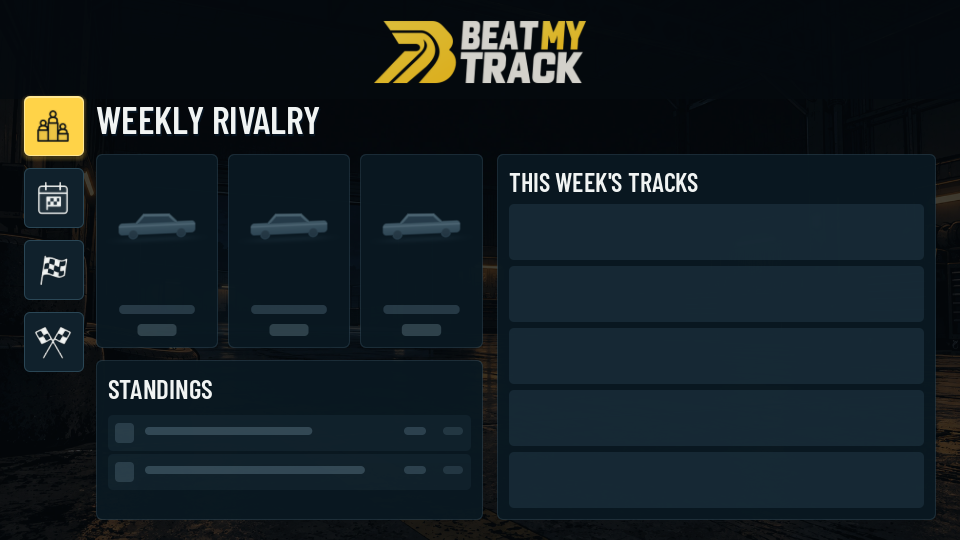 BEAT MY
TRACK
WEEKLY RIVALRY
THIS WEEK'S TRACKS
STANDINGS